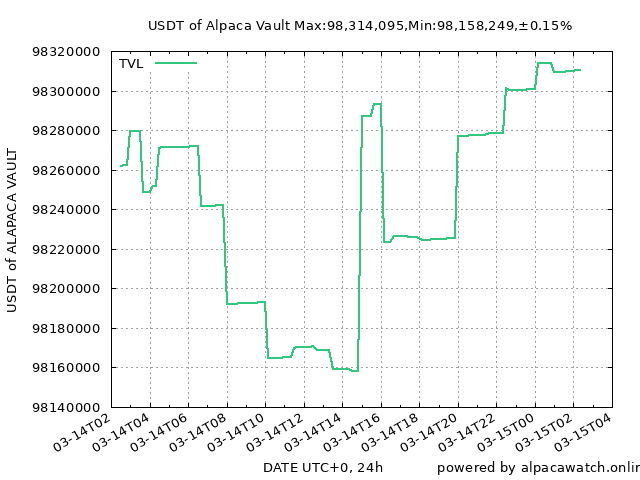 USDT of Alpaca Vault Max:98,314,095,Min:98,158,249,±0.15%
TVL
98320000
98300000
98280000
98260000
98240000
98220000
98200000
98180000
98160000
98140000
USDT of ALAPACA VAULT
03-14T02
03-14T04
03-14T06
03-14T08
03-14T10
03-14T12
03-14T14
03-14T16
03-14T18
03-14T20
03-14T22
03-15T00
03-15T02
03-15T04
DATE UTC+0, 24h
powered by alpacawatch.onlin